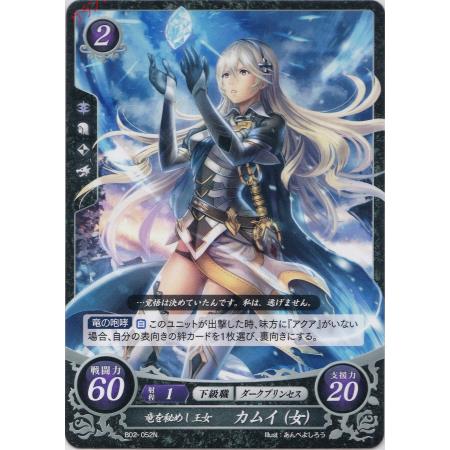 2
…覚悟は決めていたんです。私は、逃げません。
竜の咆哮 自 このユニットが出撃した時、味方に『アクア』がいない
場合、自分の表向きの絆カードを1枚選び、裏向きにする。
戦闘力 60
射程 1
下級職 ダークプリンセス
支援力 20
竜を秘めし王女 カムイ(女)
B02-052N
Illust:あんべよしろう